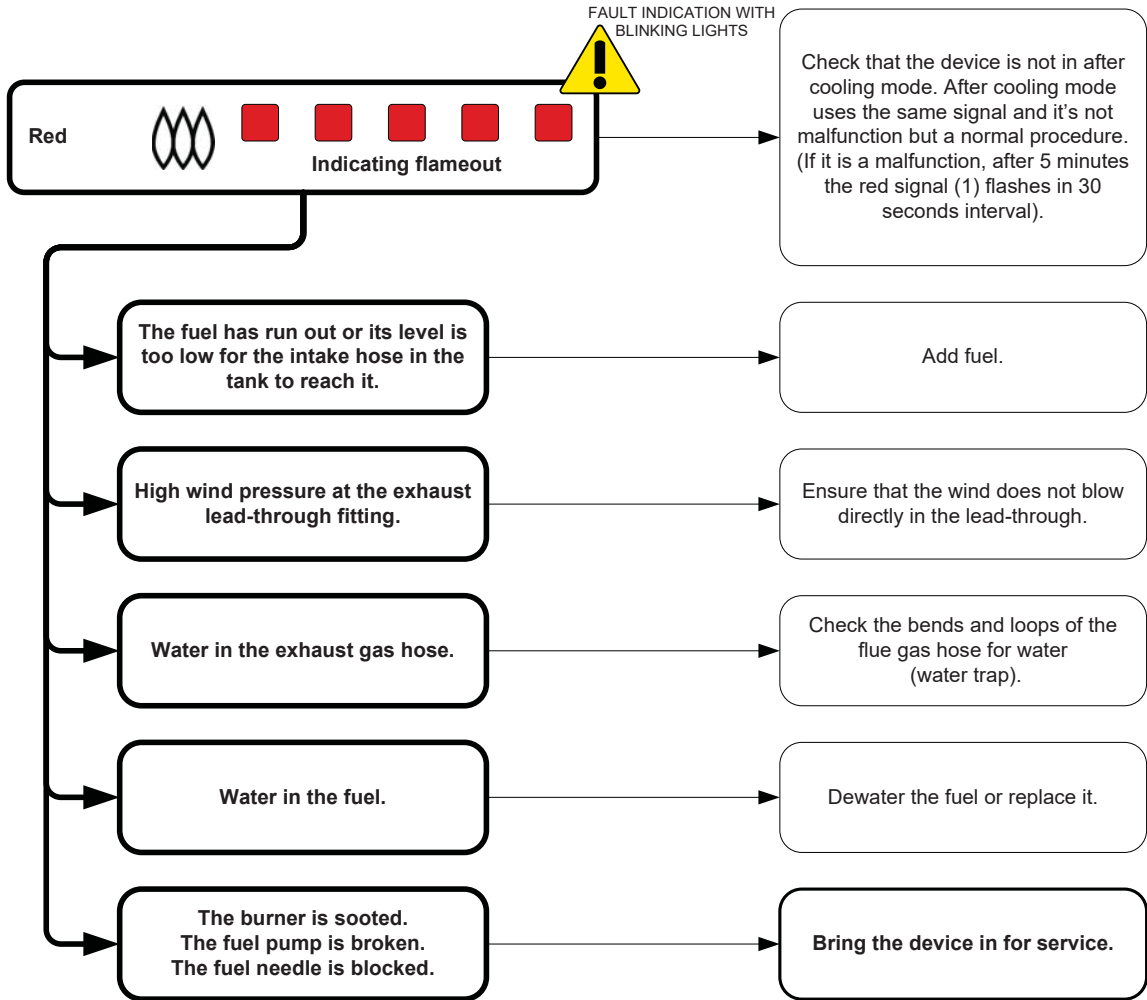 FAULT INDICATION WITH
BLINKING LIGHTS
Red
Indicating flameout
Check that the device is not in after
cooling mode. After cooling mode
uses the same signal and it's not
malfunction but a normal procedure.
(If it is a malfunction, after 5 minutes
the red signal (1) flashes in 30
seconds interval).
The fuel has run out or its level is
too low for the intake hose in the
tank to reach it.
Add fuel.
High wind pressure at the exhaust
lead-through fitting.
Ensure that the wind does not blow
directly in the lead-through.
Water in the exhaust gas hose.
Check the bends and loops of the
flue gas hose for water
(water trap).
Water in the fuel.
Dewater the fuel or replace it.
The burner is sooted.
The fuel pump is broken.
The fuel needle is blocked.
Bring the device in for service.